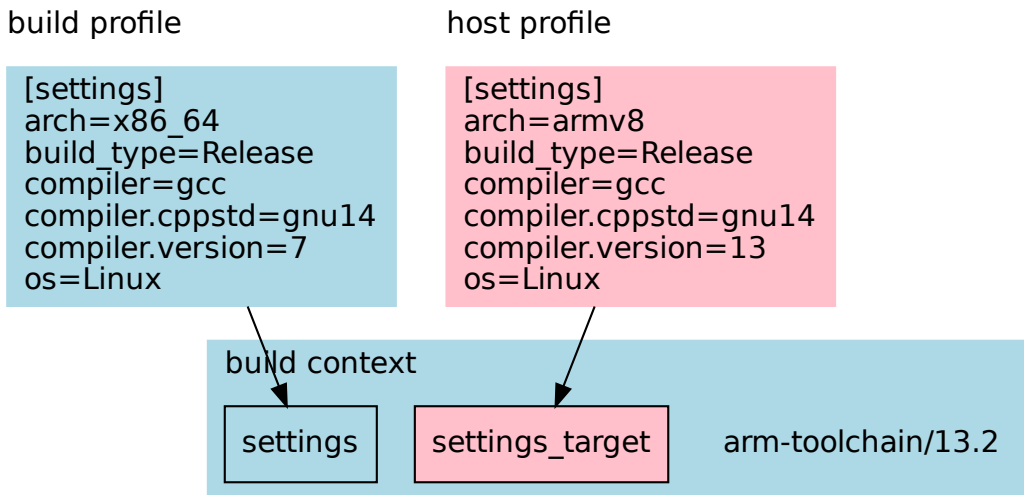 build profile
[settings]
arch=x86_64
build_type=Release
compiler=gcc
compiler.cppstd=gnu14
compiler.version=7
os=Linux
host profile
[settings]
arch=armv8
build_type=Release
compiler=gcc
compiler.cppstd=gnu14
compiler.version=13
os=Linux
build context
settings
settings_target
arm-toolchain/13.2